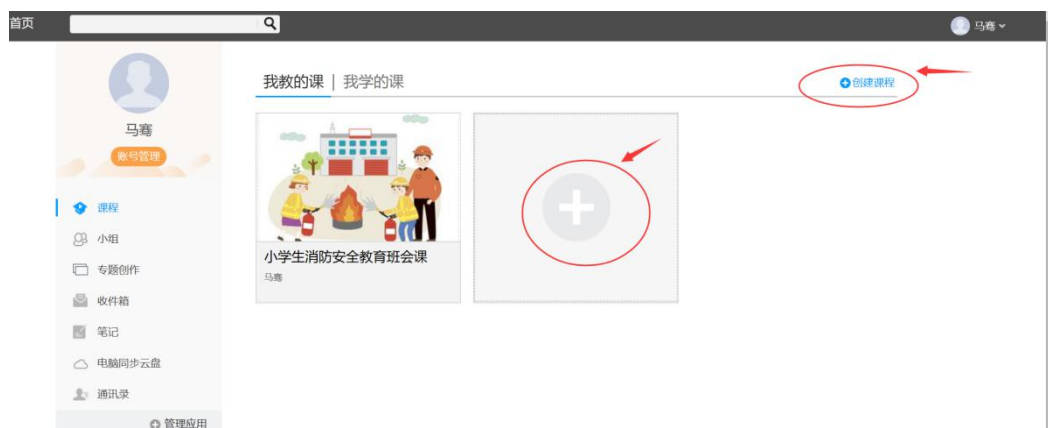 首页
马骞
马骞
账号管理
课程
小组
专题创作
收件箱
笔记
电脑同步云盘
通讯录
管理应用
我教的课 | 我学的课
创建课程
小学生消防安全教育班会课
马骞